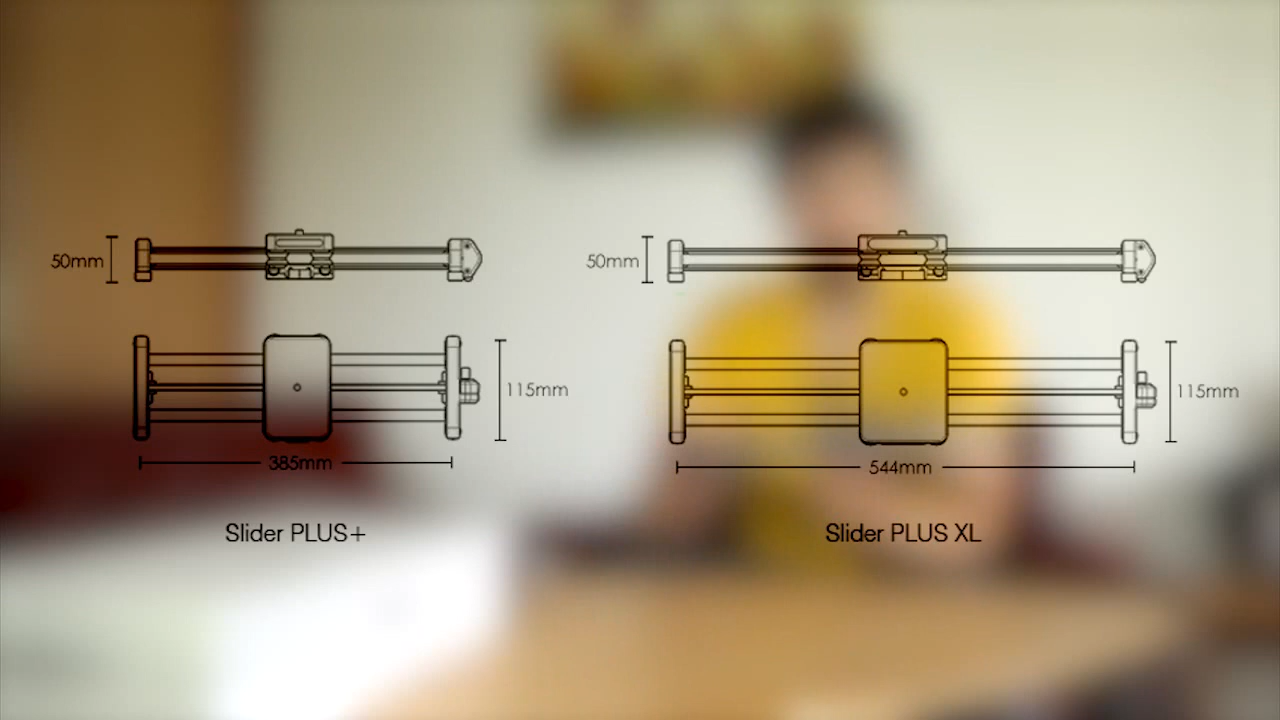 50mm
115mm
385mm
Slider PLUS+
50mm
115mm
544mm
Slider PLUS XL